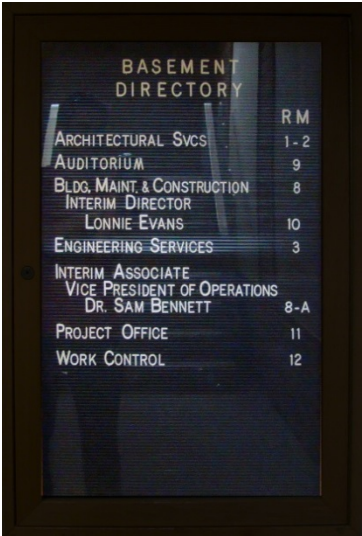 BASEMENT
DIRECTORY
RM
ARCHITECTURAL SVCS 1-2
AUDITORIUM 9
BLDG. MAINT. & CONSTRUCTION 8
INTERIM DIRECTOR
LONNIE EVANS 10
ENGINEERING SERVICES 3
INTERIM ASSOCIATE
VICE PRESIDENT OF OPERATIONS
DR. SAM BENNETT 8-A
PROJECT OFFICE 11
WORK CONTROL 12